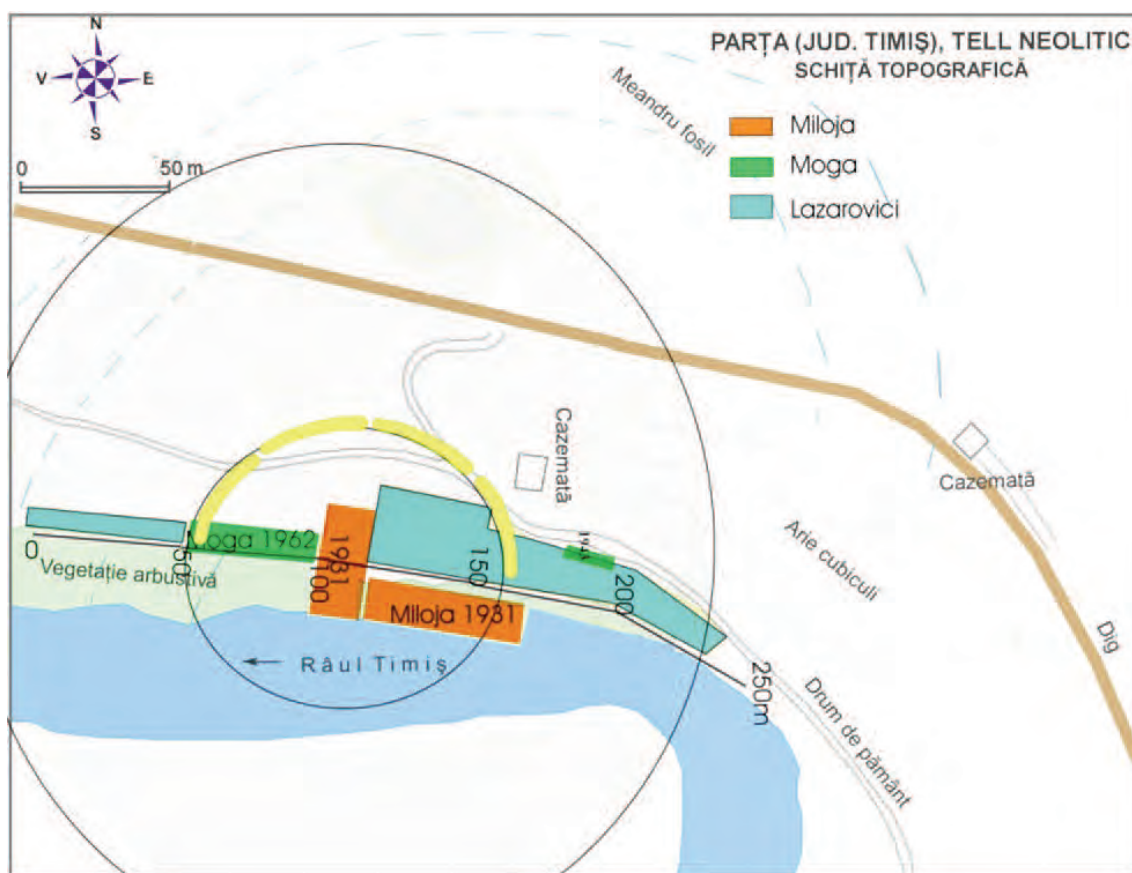 PARȚA (JUD. TIMIȘ), TELL NEOLITIC
SCHIȚĂ TOPOGRAFICĂ
N
V E
S
0 50 m
Meandru fosil
Miloja
Moga
Lazarovici
Cazemată
Cazemată
Arie cubiculi
Dig
Drum de pământ
Moga 1962
1931
Miloja 1931
0
50
100
150
200
250m
Vegetație arbustivă
← Râul Timiș